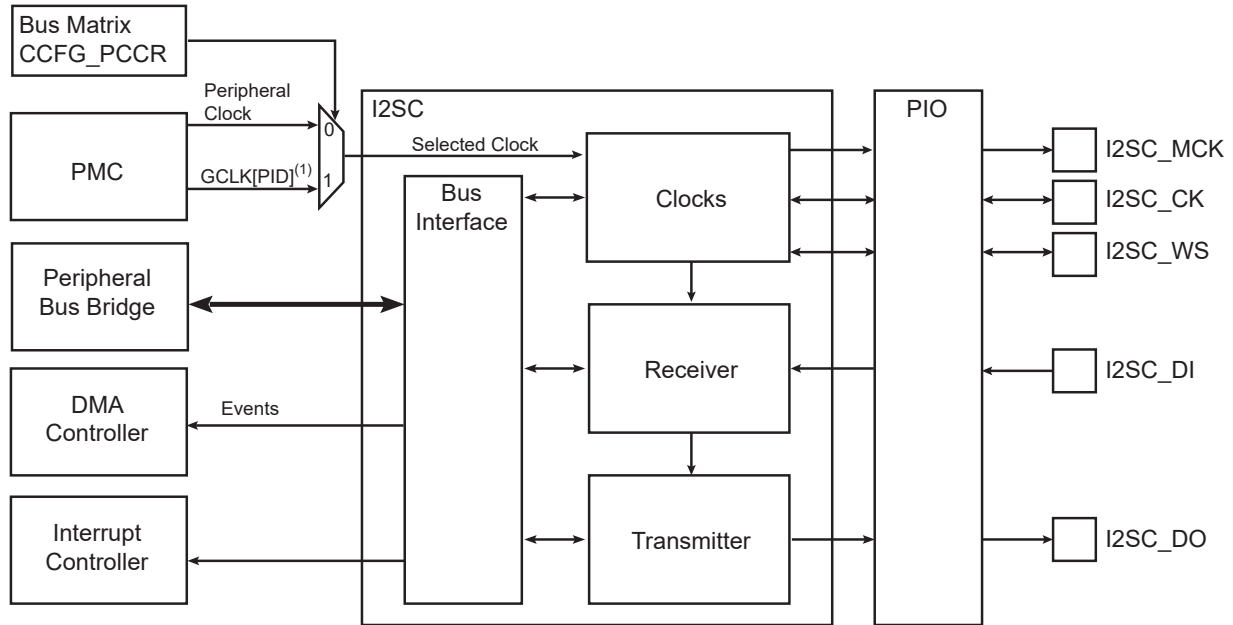 Bus Matrix
CCFG_PCCR
Peripheral
Clock
PMC
GCLK[PID](1)
0
1
I2SC
Selected Clock
Bus
Interface
Clocks
PIO
I2SC_MCK
I2SC_CK
I2SC_WS
Peripheral
Bus Bridge
Receiver
I2SC_DI
DMA
Controller
Events
Interrupt
Controller
Transmitter
I2SC_DO